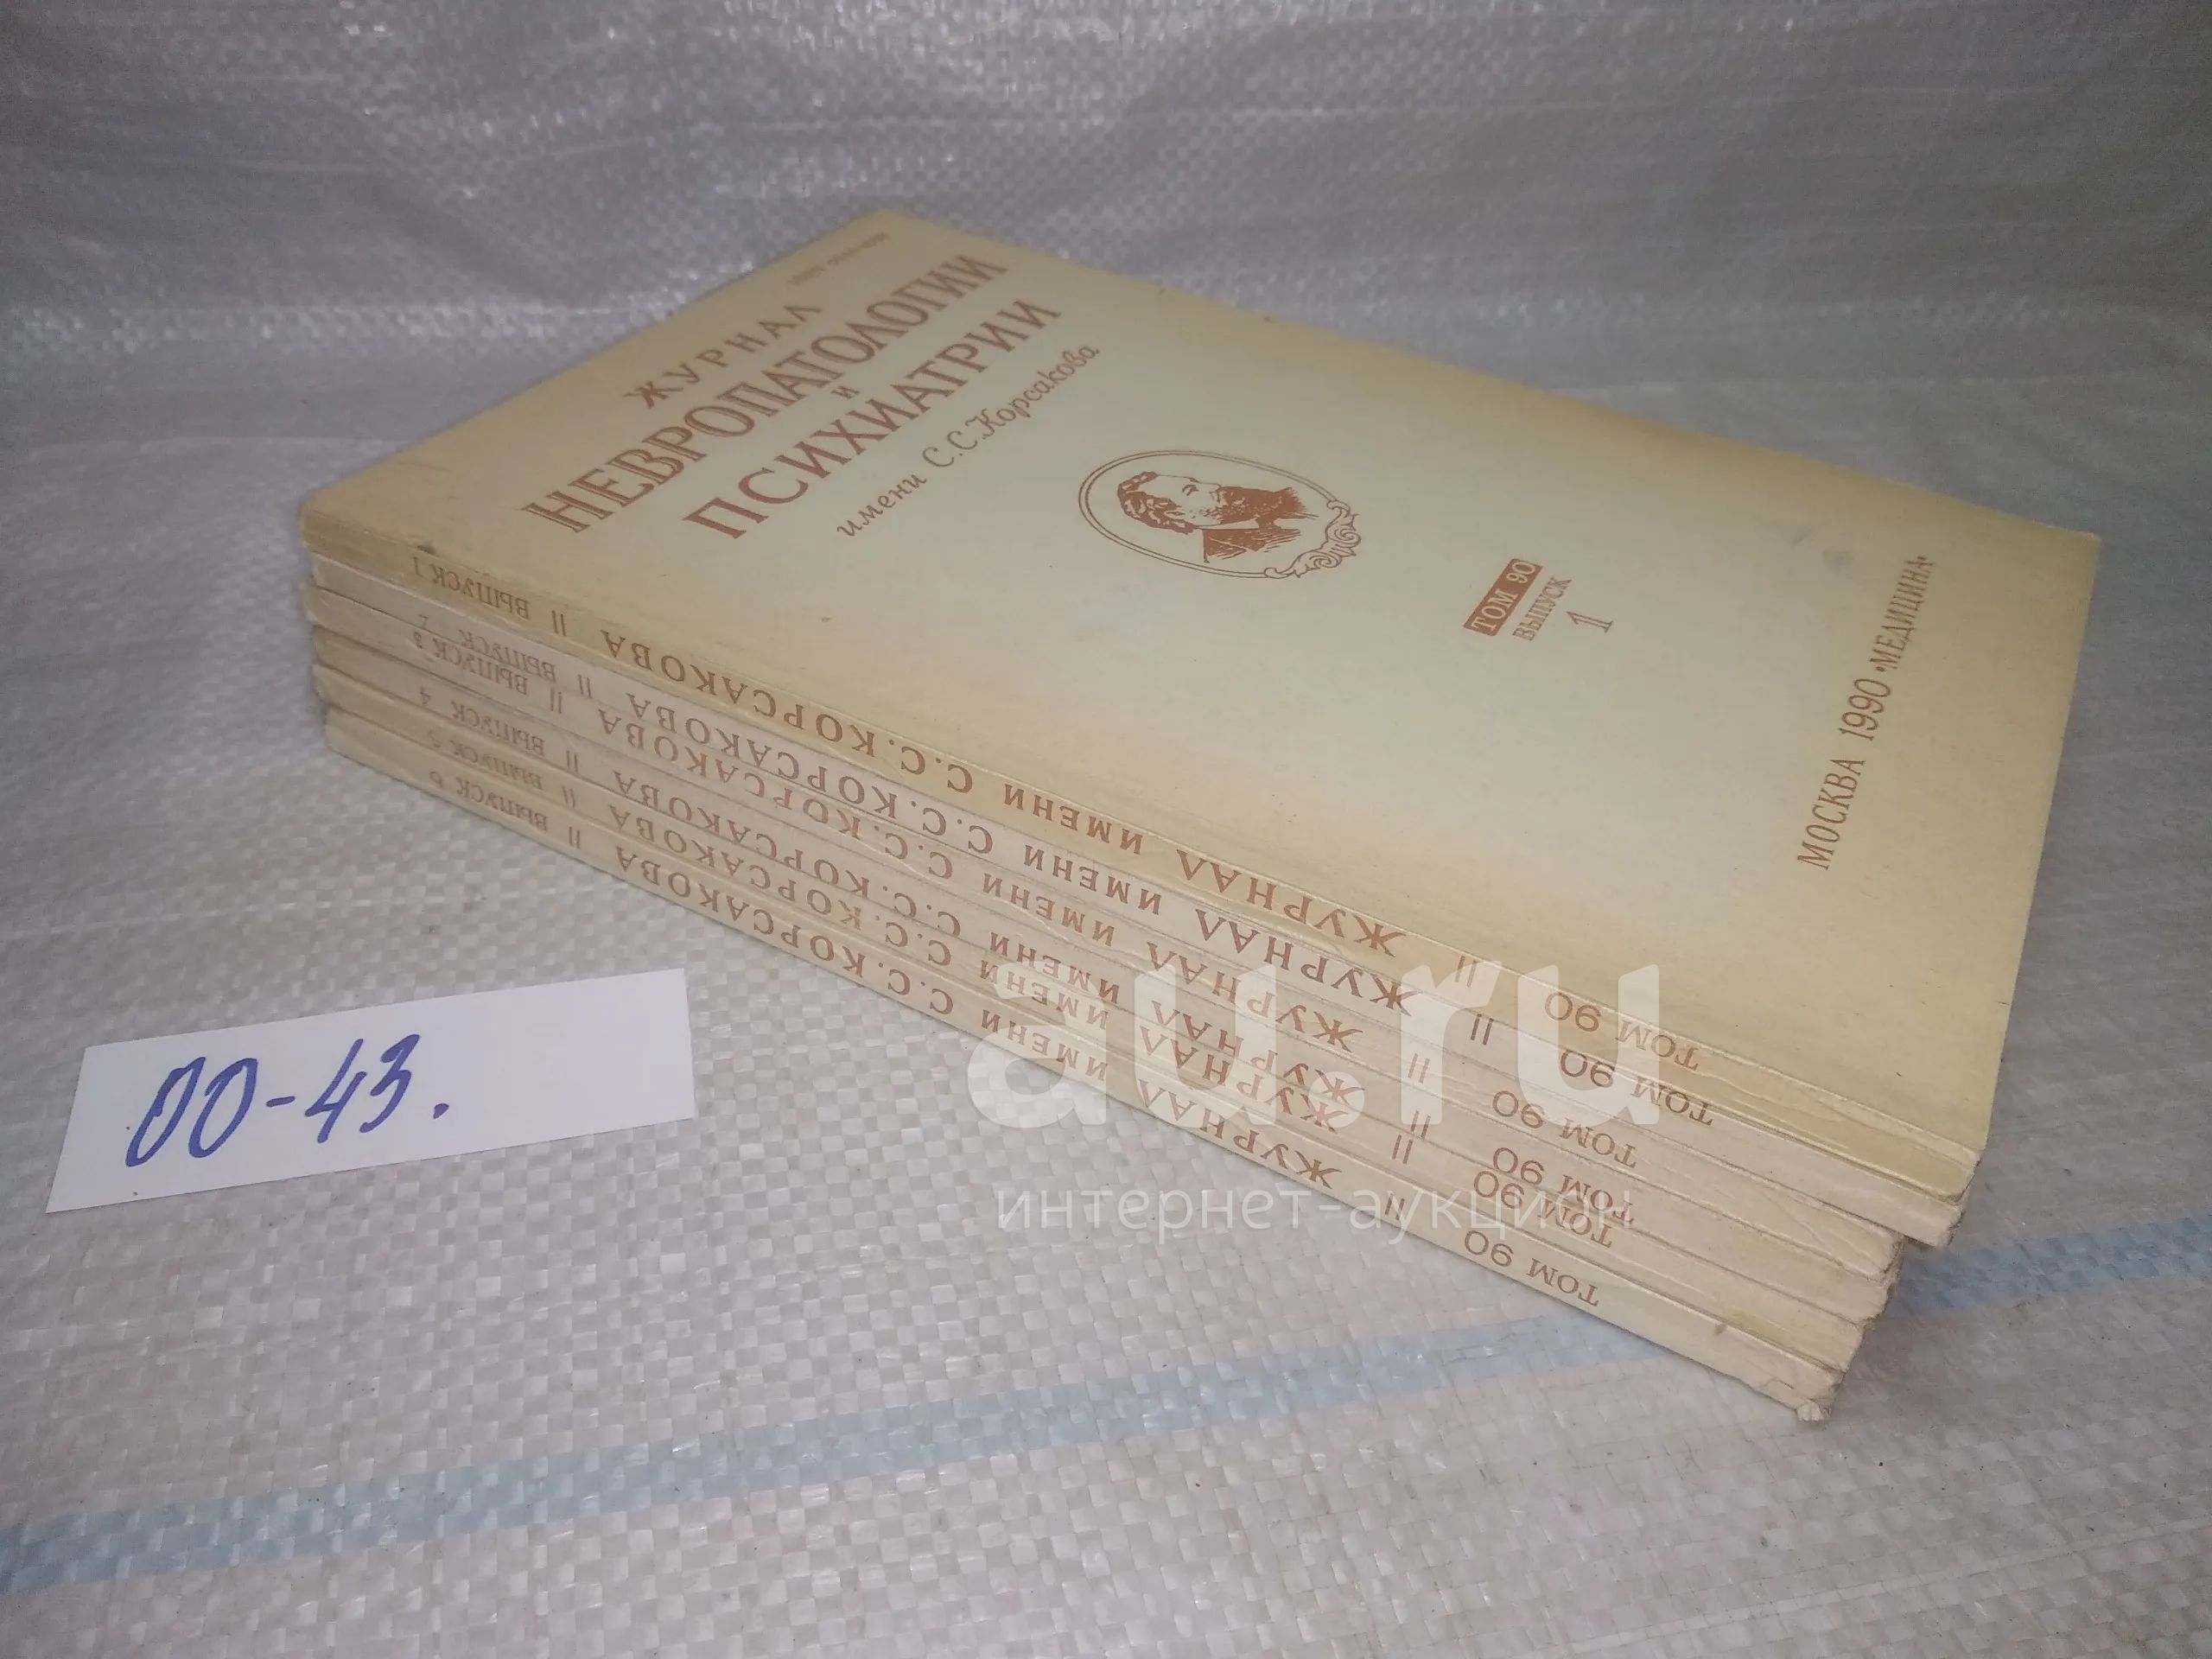 ЖУРНАЛ
НЕВРОПАТОЛОГИИ
И
ПСИХИАТРИИ
имени С.С.Корсакова
ТОМ 90
ВЫПУСК
1
МОСКВА 1990 «МЕДИЦИНА»
ТОМ 90 || ЖУРНАЛ ИМЕНИ С.С.КОРСАКОВА || ВЫПУСК 1
ТОМ 90 || ЖУРНАЛ ИМЕНИ С.С.КОРСАКОВА || ВЫПУСК 2
ТОМ 90 || ЖУРНАЛ ИМЕНИ С.С.КОРСАКОВА || ВЫПУСК 3
ТОМ 90 || ЖУРНАЛ ИМЕНИ С.С.КОРСАКОВА || ВЫПУСК 4
ТОМ 90 || ЖУРНАЛ ИМЕНИ С.С.КОРСАКОВА || ВЫПУСК 5
ТОМ 90 || ЖУРНАЛ ИМЕНИ С.С.КОРСАКОВА || ВЫПУСК 6
00-43.
au.ru
интернет-аукцион